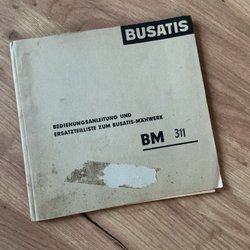 BUSATIS
BEDIENUNGSANLEITUNG UND
ERSATZTEILLISTE ZUM BUSATIS-MÄHWERK
BM 311